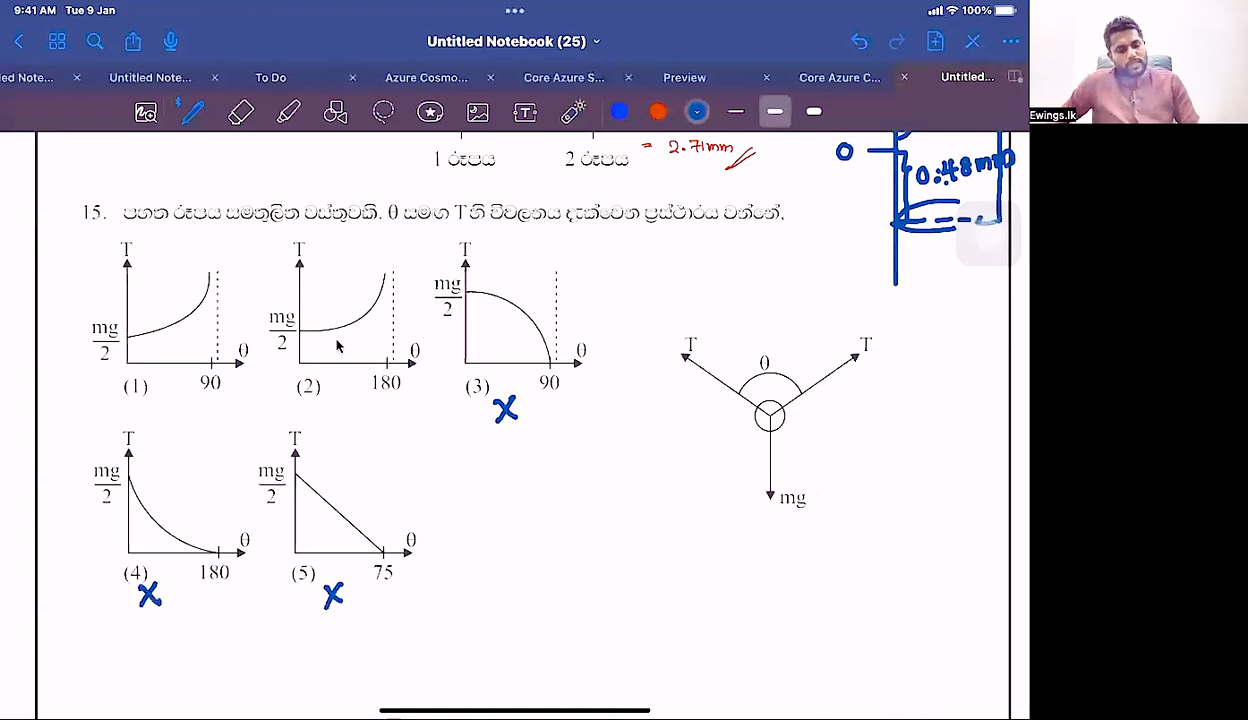 9:41 AM Tue 9 Jan
100%
Untitled Notebook (25)
led Note...
Untitled Note...
To Do
Azure Cosmo...
Core Azure S...
Preview
Core Azure C...
Untitled...
Ewings.lk
1 රූපය
2 රූපය
= 2.71mm
0
0.48mm
15. පහත රූපය සමතුලිත වස්තුවකි. θ සමග T හි විචලනය දැක්වෙන ප්‍රස්ථාරය වන්නේ,
T
mg/2
θ
90
(1)
T
mg/2
θ
180
(2)
T
mg/2
θ
90
(3)
x
T
mg/2
θ
180
(4)
x
T
mg/2
θ
75
(5)
x
T
θ
T
mg